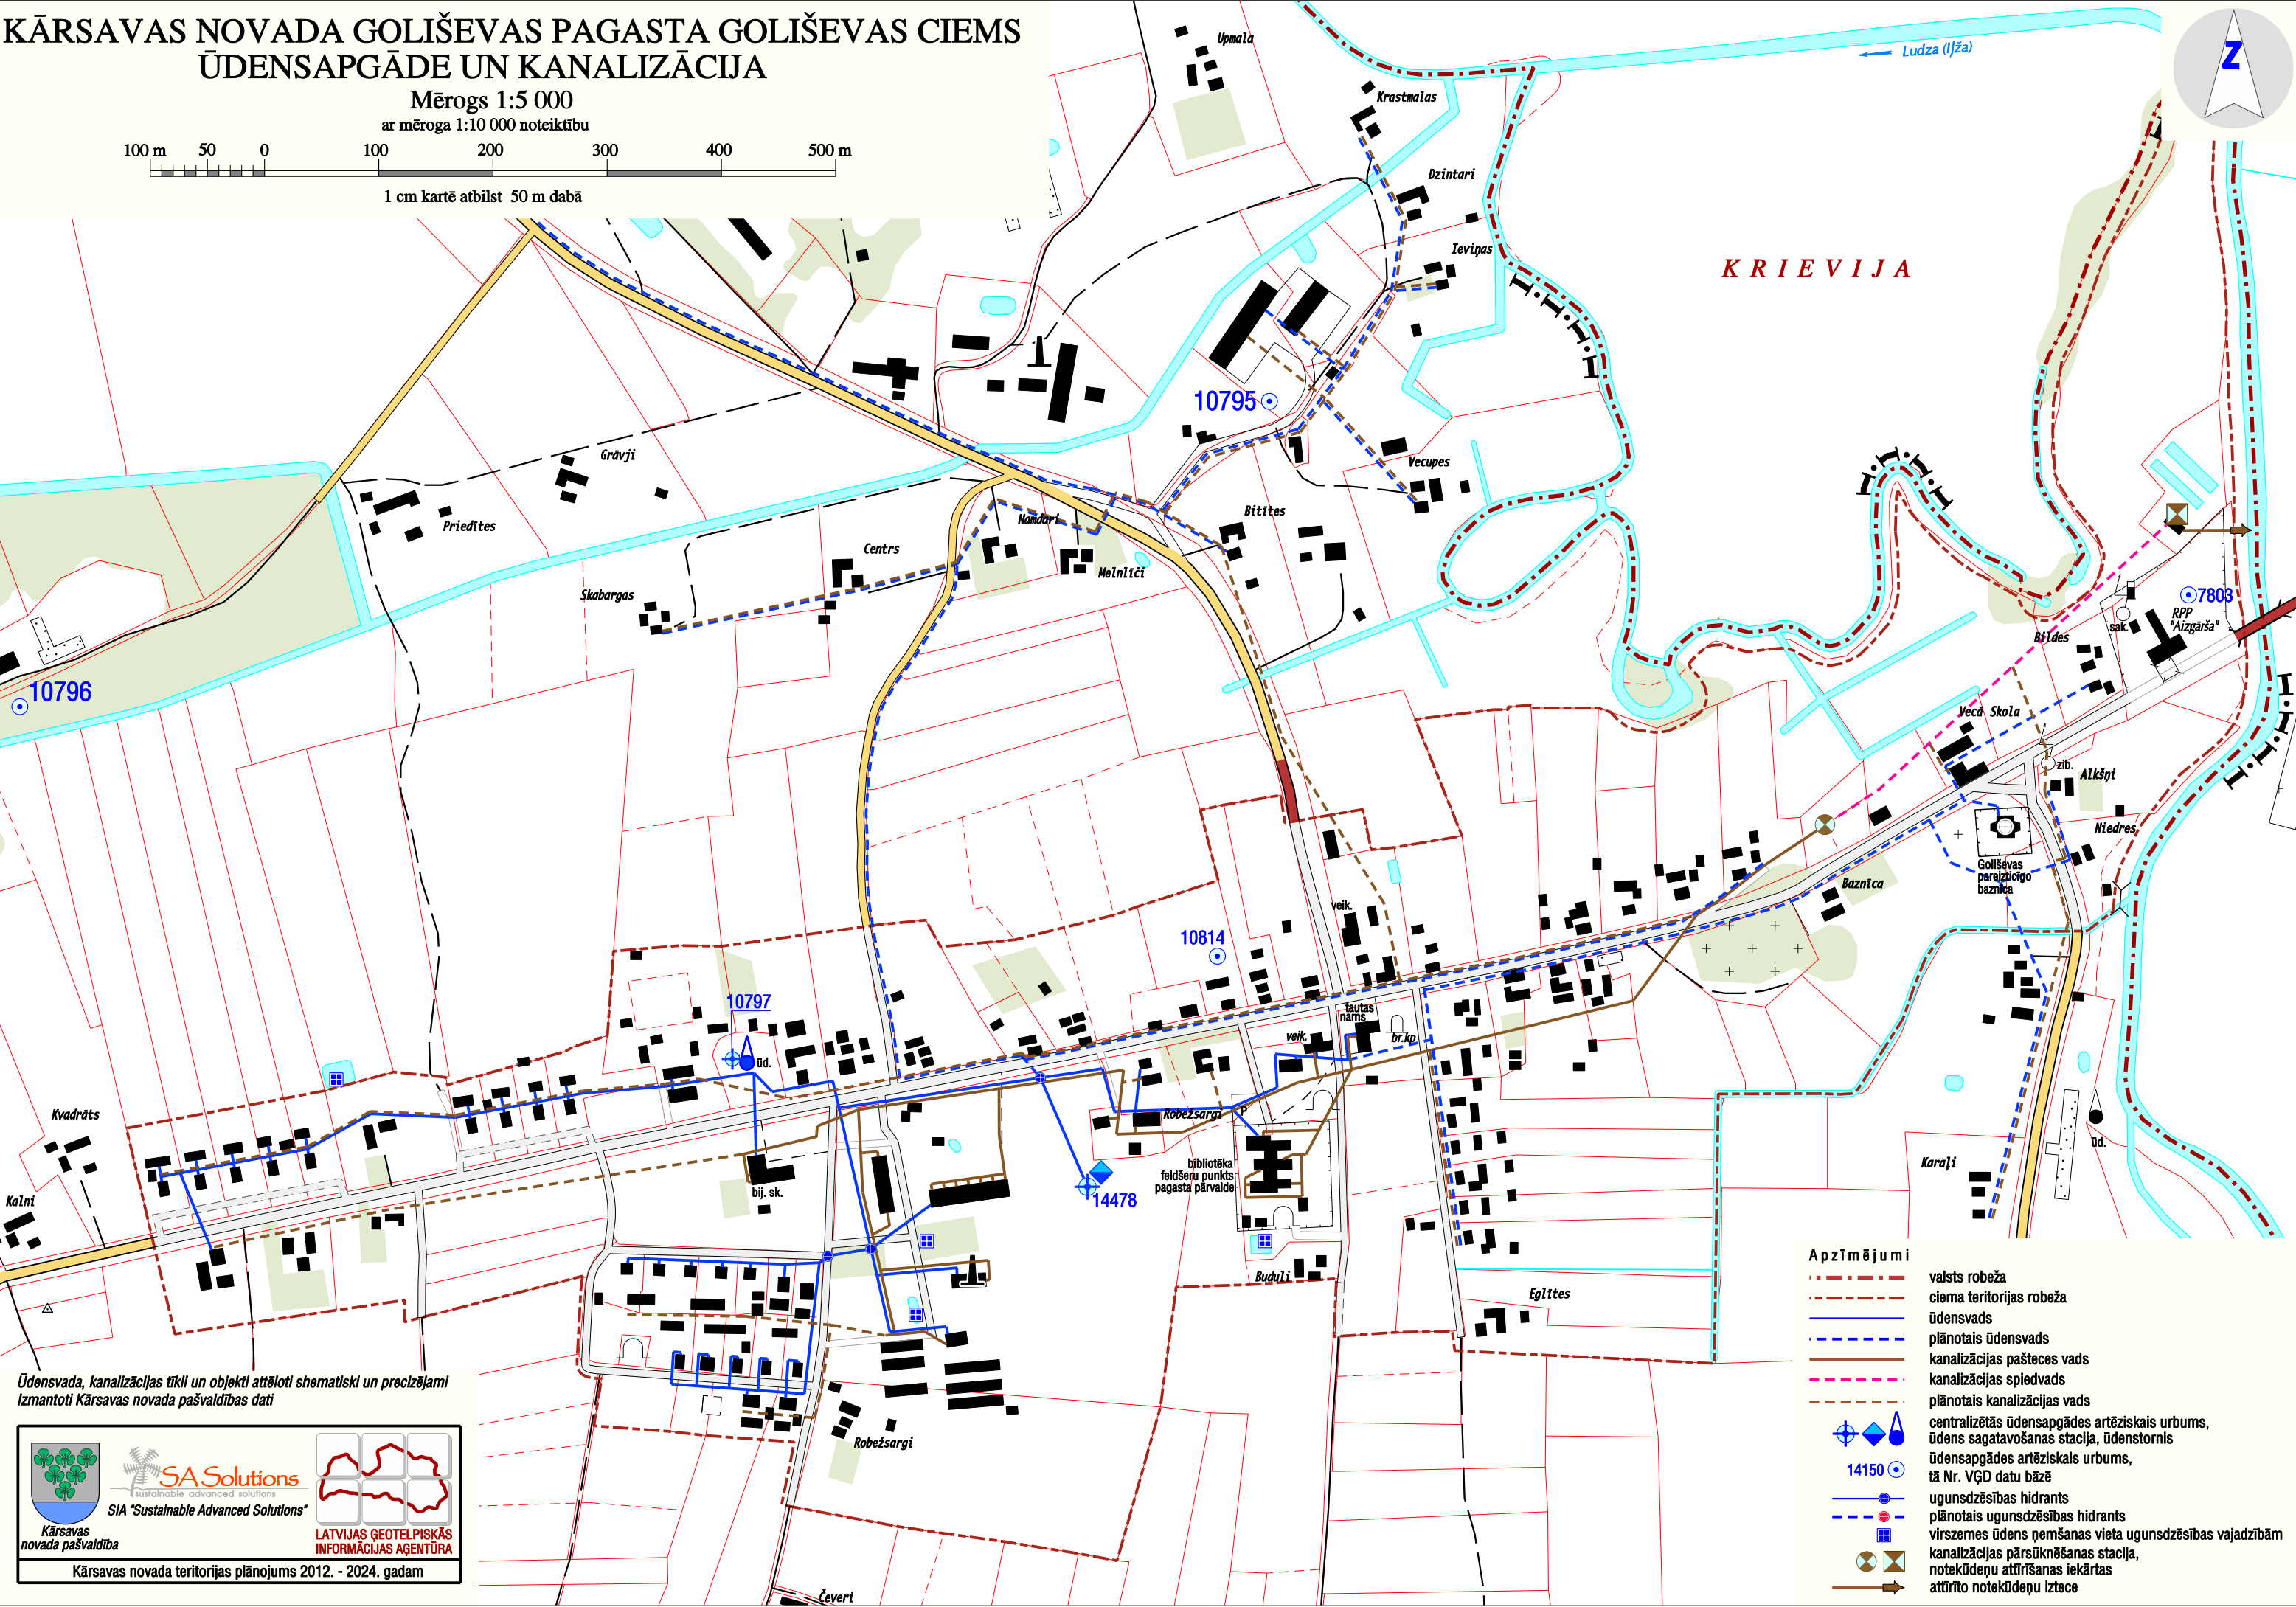 KĀRSAVAS NOVADA GOLIŠEVAS PAGASTA GOLIŠEVAS CIEMS
ŪDENSAPGĀDE UN KANALIZĀCIJA
Mērogs 1:5 000
ar mēroga 1:10 000 noteiktību
100 m 50 0 100 200 300 400 500 m
1 cm kartē atbilst 50 m dabā
Z
Ludza (Iļža)
Upmala
Krastmalas
Dzintari
Ieviņas
KRIEVIJA
10795
Grāvji
Vecupes
Priedītes
Namdari
Bitītes
Centrs
Melnlīči
Skabargas
7803
RPP
"Aizgārša"
sak.
Bildes
10796
Vecā Skola
zib.
Alkšņi
Niedres
Goliševas
pareizticīgo
baznīca
Baznīca
veik.
10814
10797
ūd.
tautas
nams
veik.
br.kp.
Kvadrāts
Robežsargi
P
ūd.
bibliotēka
feldšeru punkts
pagasta pārvalde
Karaļi
bij. sk.
14478
Kalni
Buduļi
Eglītes
Robežsargi
Čeveri
Ūdensvada, kanalizācijas tīkli un objekti attēloti shematiski un precizējami
Izmantoti Kārsavas novada pašvaldības dati
SA Solutions
sustainable advanced solutions
SIA "Sustainable Advanced Solutions"
Kārsavas
novada pašvaldība
LATVIJAS ĢEOTELPISKĀS
INFORMĀCIJAS AĢENTŪRA
Kārsavas novada teritorijas plānojums 2012. - 2024. gadam
Apzīmējumi
valsts robeža
ciema teritorijas robeža
ūdensvads
plānotais ūdensvads
kanalizācijas pašteces vads
kanalizācijas spiedvads
plānotais kanalizācijas vads
centralizētās ūdensapgādes artēziskais urbums,
ūdens sagatavošanas stacija, ūdenstornis
ūdensapgādes artēziskais urbums,
14150 tā Nr. VĢD datu bāzē
ugunsdzēsības hidrants
plānotais ugunsdzēsības hidrants
virszemes ūdens ņemšanas vieta ugunsdzēsības vajadzībām
kanalizācijas pārsūknēšanas stacija,
notekūdeņu attīrīšanas iekārtas
attīrīto notekūdeņu iztece